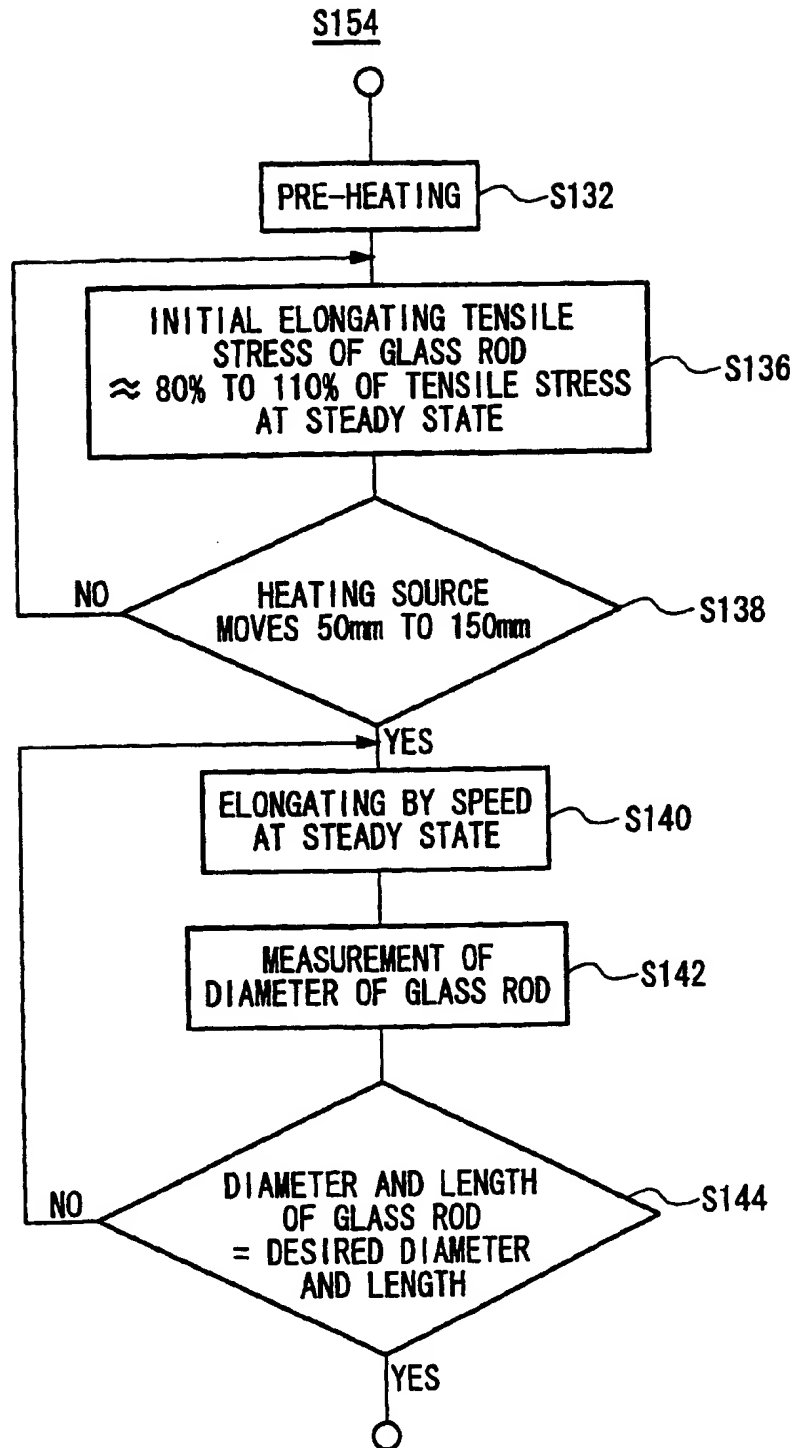 S154
PRE-HEATING
S132
INITIAL ELONGATING TENSILE
STRESS OF GLASS ROD
≈ 80% TO 110% OF TENSILE STRESS
AT STEADY STATE
S136
NO
HEATING SOURCE
MOVES 50mm TO 150mm
S138
YES
ELONGATING BY SPEED
AT STEADY STATE
S140
MEASUREMENT OF
DIAMETER OF GLASS ROD
S142
NO
DIAMETER AND LENGTH
OF GLASS ROD
= DESIRED DIAMETER
AND LENGTH
S144
YES